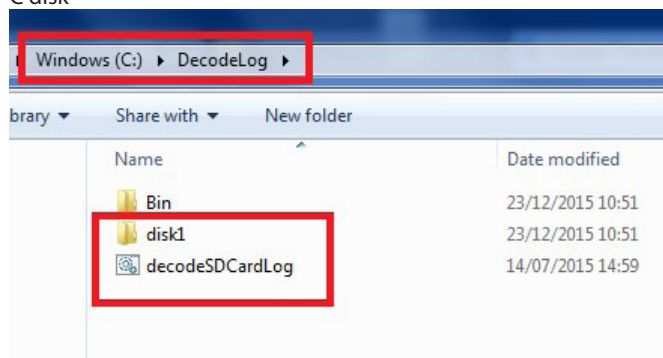 C disk
Windows (C:) DecodeLog
brary Share with New folder
Name Date modified
Bin 23/12/2015 10:51
disk1 23/12/2015 10:51
decodeSDCardLog 14/07/2015 14:59